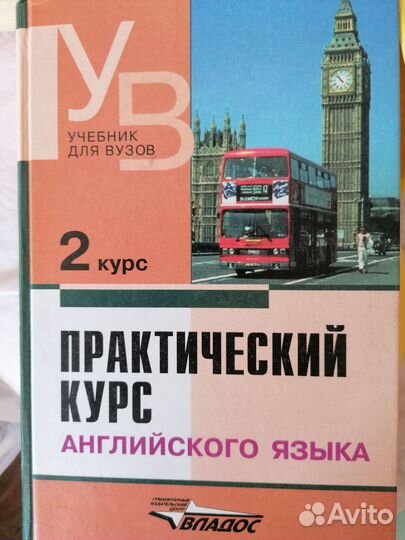 УВ
УЧЕБНИК
ДЛЯ ВУЗОВ
2 курс
ПРАКТИЧЕСКИЙ
КУРС
АНГЛИЙСКОГО ЯЗЫКА
ГУМАНИТАРНЫЙ
ИЗДАТЕЛЬСКИЙ
ЦЕНТР
ВЛАДОС
Avito